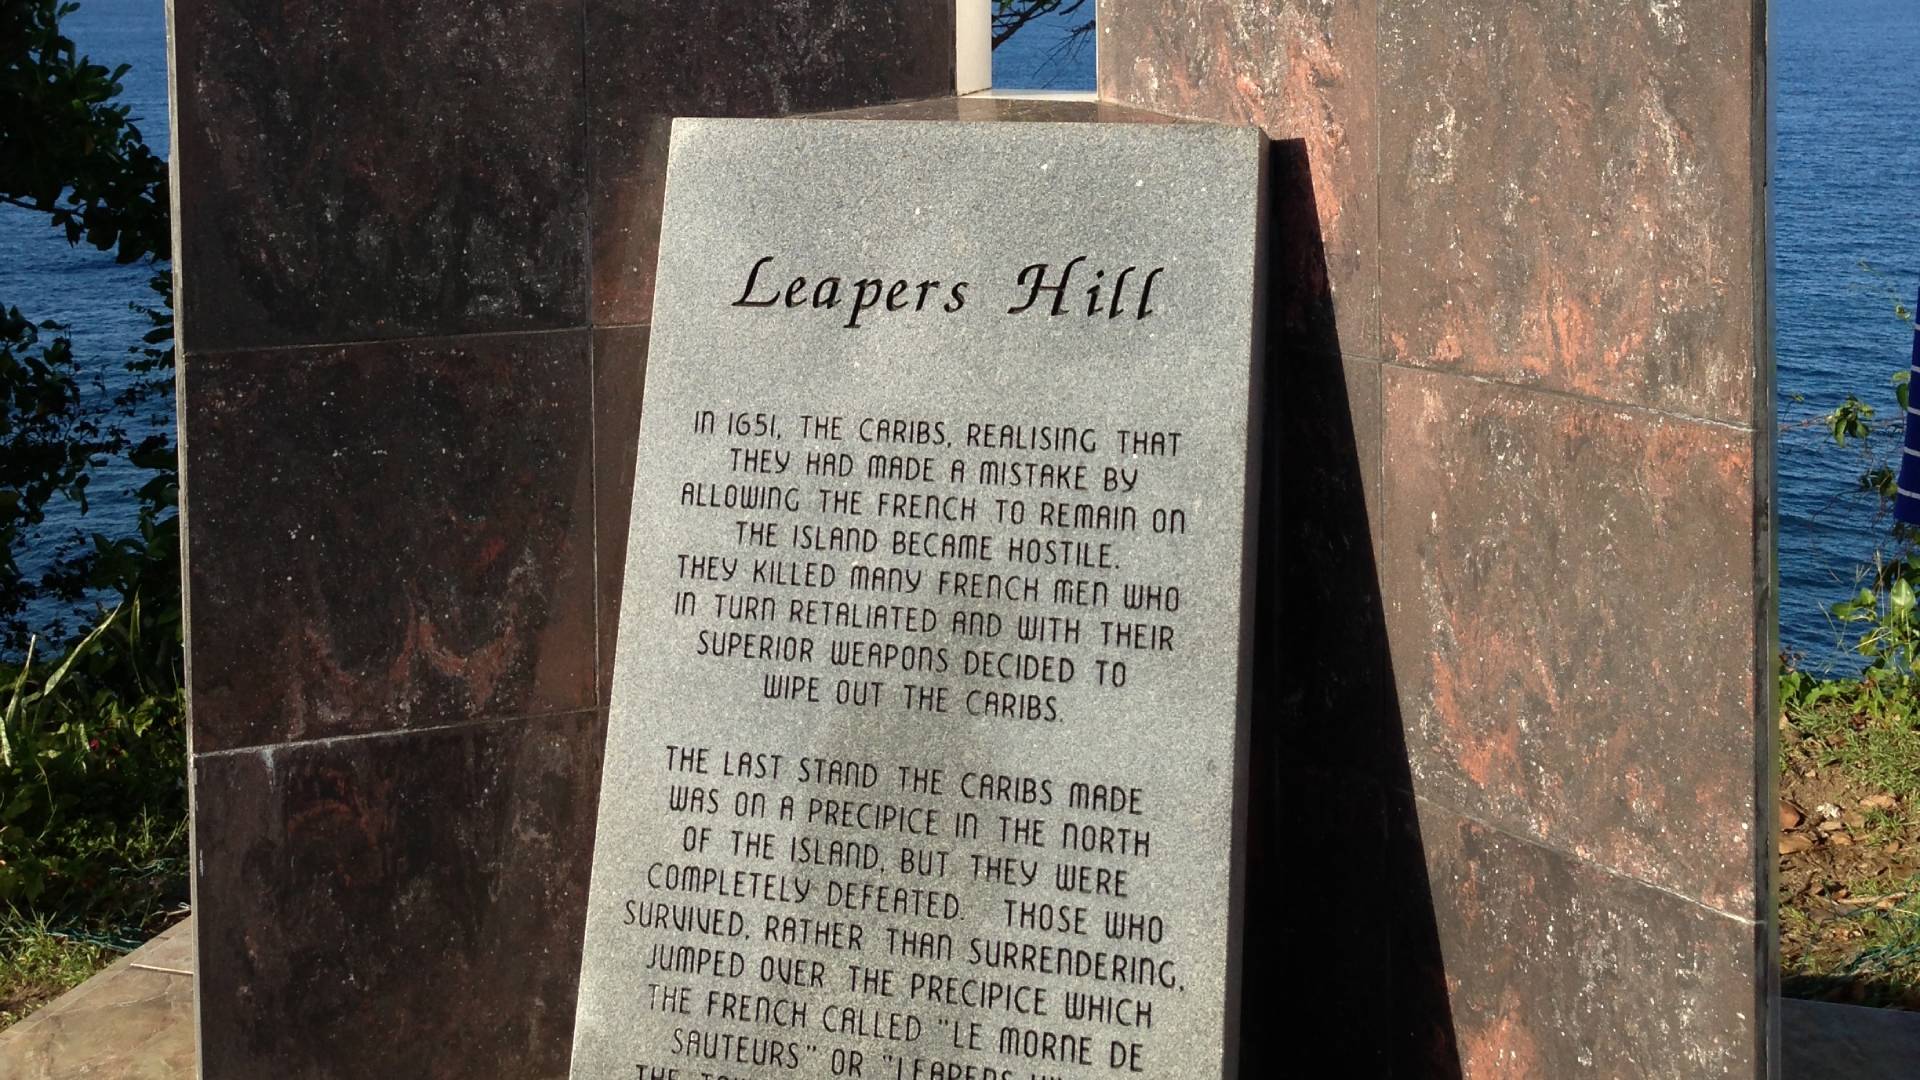 Leapers Hill
IN 1651, THE CARIBS, REALISING THAT
THEY HAD MADE A MISTAKE BY
ALLOWING THE FRENCH TO REMAIN ON
THE ISLAND BECAME HOSTILE.
THEY KILLED MANY FRENCH MEN WHO
IN TURN RETALIATED AND WITH THEIR
SUPERIOR WEAPONS DECIDED TO
WIPE OUT THE CARIBS.
THE LAST STAND THE CARIBS MADE
WAS ON A PRECIPICE IN THE NORTH
OF THE ISLAND, BUT THEY WERE
COMPLETELY DEFEATED. THOSE WHO
SURVIVED, RATHER THAN SURRENDERING,
JUMPED OVER THE PRECIPICE WHICH
THE FRENCH CALLED "LE MORNE DE
SAUTEURS" OR "LEAPERS
THE